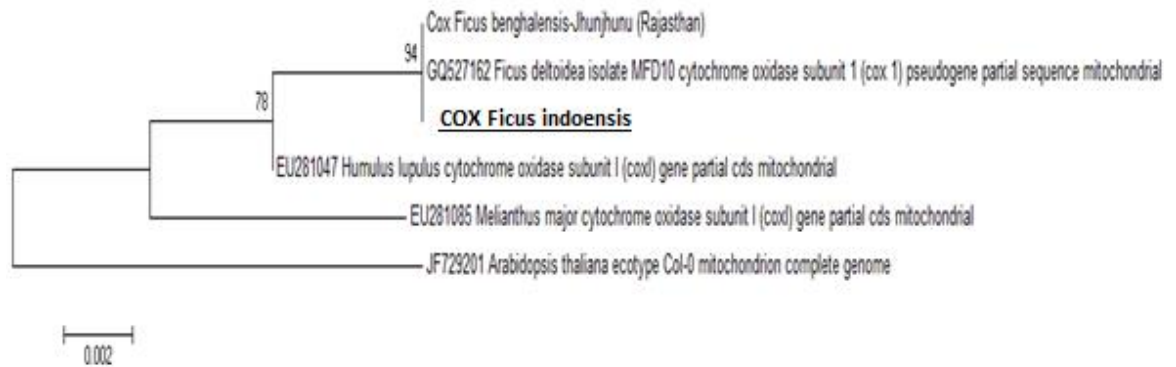 Cox Ficus benghalensis-Jhunjhunu (Rajasthan)
94
GQ527162 Ficus deltoidea isolate MFD10 cytochrome oxidase subunit 1 (cox 1) pseudogene partial sequence mitochondrial
78
COX Ficus indoensis
EU281047 Humulus lupulus cytochrome oxidase subunit I (coxI) gene partial cds mitochondrial
EU281085 Melianthus major cytochrome oxidase subunit I (coxI) gene partial cds mitochondrial
JF729201 Arabidopsis thaliana ecotype Col-0 mitochondrion complete genome
0.002